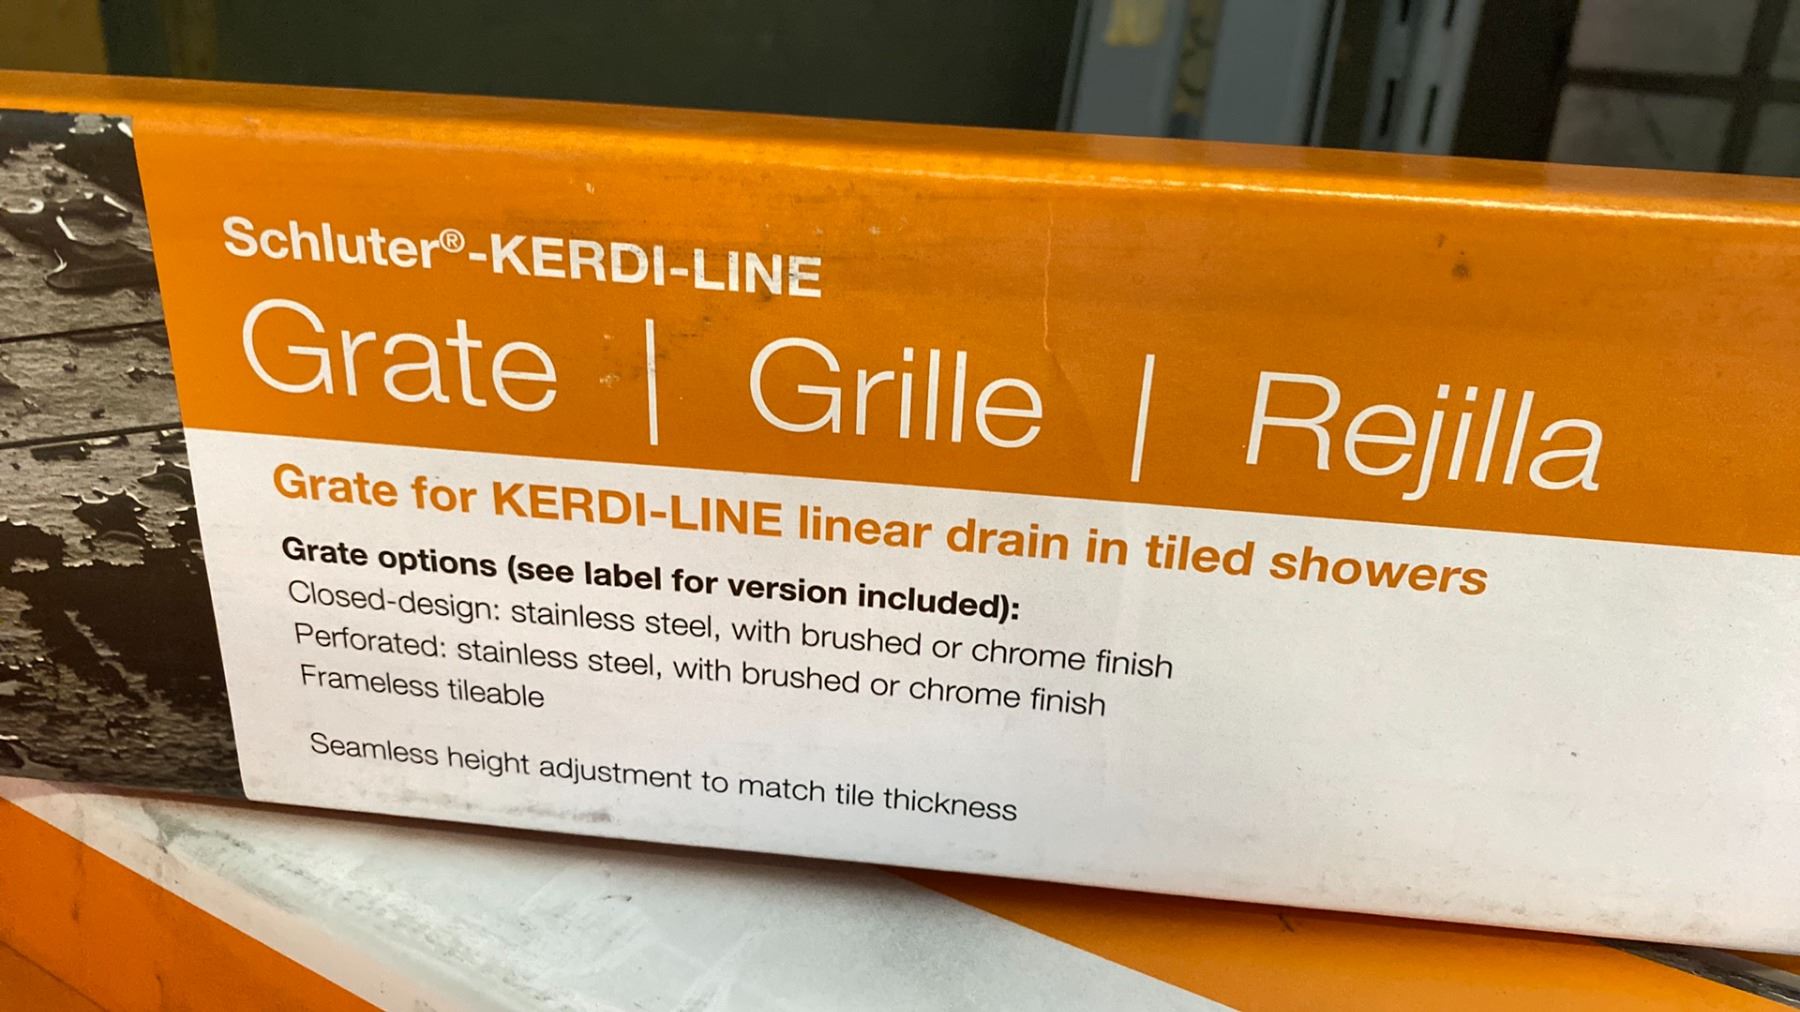 Schluter®-KERDI-LINE
Grate | Grille | Rejilla
Grate for KERDI-LINE linear drain in tiled showers
Grate options (see label for version included):
Closed-design: stainless steel, with brushed or chrome finish
Perforated: stainless steel, with brushed or chrome finish
Frameless tileable
Seamless height adjustment to match tile thickness